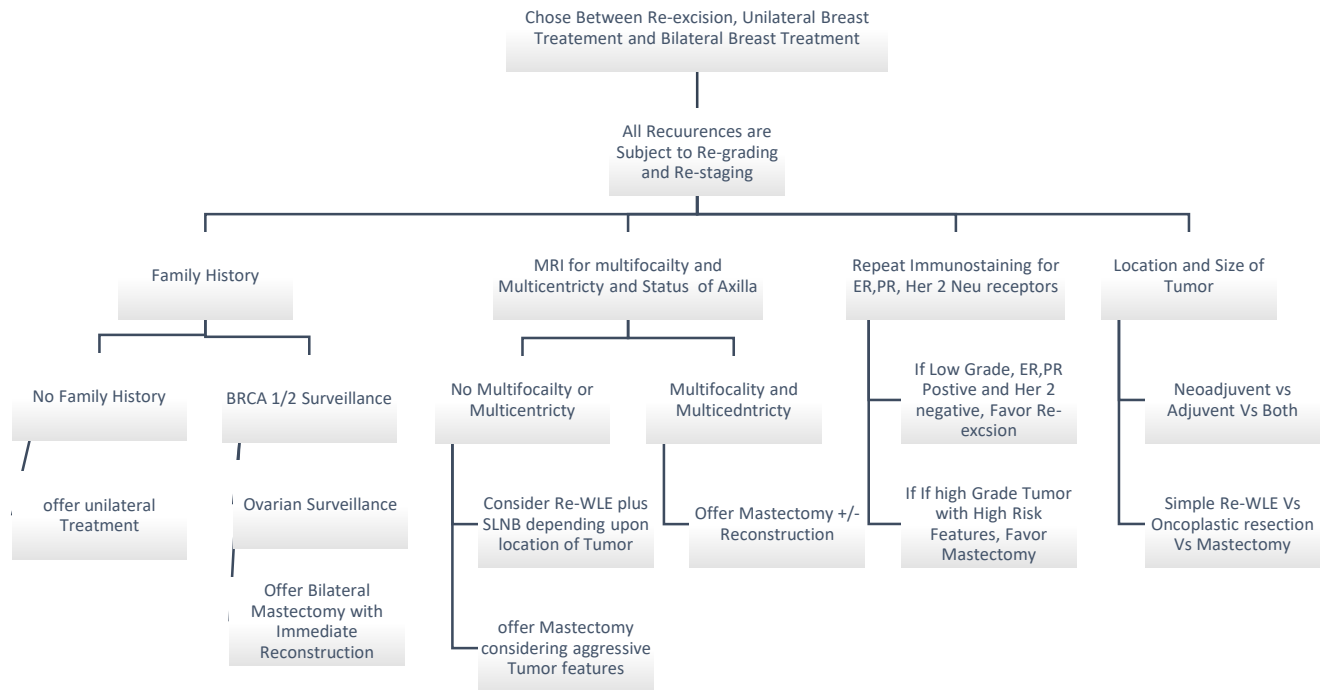 Chose Between Re-excision, Unilateral Breast
Treatement and Bilateral Breast Treatment
All Recuurences are
Subject to Re-grading
and Re-staging
Family History
No Family History
offer unilateral
Treatment
BRCA 1/2 Surveillance
Ovarian Surveillance
Offer Bilateral
Mastectomy with
Immediate
Reconstruction
MRI for multifocailty and
Multicentricty and Status of Axilla
No Multifocailty or
Multicentricty
Consider Re-WLE plus
SLNB depending upon
location of Tumor
offer Mastectomy
considering aggressive
Tumor features
Multifocality and
Multicedntricty
Offer Mastectomy +/-
Reconstruction
Repeat Immunostaining for
ER,PR, Her 2 Neu receptors
If Low Grade, ER,PR
Postive and Her 2
negative, Favor Re-
excsion
If If high Grade Tumor
with High Risk
Features, Favor
Mastectomy
Location and Size of
Tumor
Neoadjuvent vs
Adjuvent Vs Both
Simple Re-WLE Vs
Oncoplastic resection
Vs Mastectomy